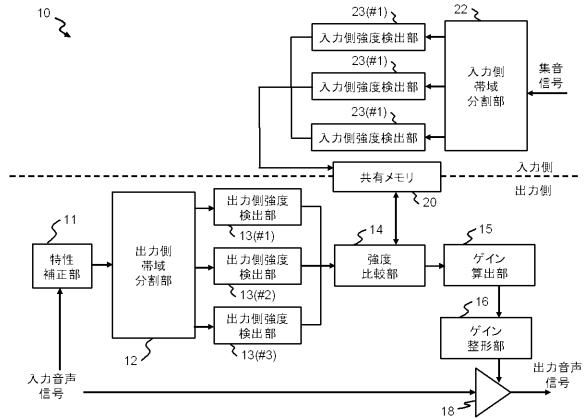 10
23(#1)
22
入力側強度検出部
23(#1)
入力側強度検出部
23(#1)
入力側強度検出部
入力側
帯域
分割部
集音
信号
共有メモリ
20
入力側
出力側
11
特性
補正部
出力側
帯域
分割部
12
出力側強度
検出部
13(#1)
出力側強度
検出部
13(#2)
出力側強度
検出部
13(#3)
14
強度
比較部
15
ゲイン
算出部
16
ゲイン
整形部
入力音声
信号
18
出力音声
信号